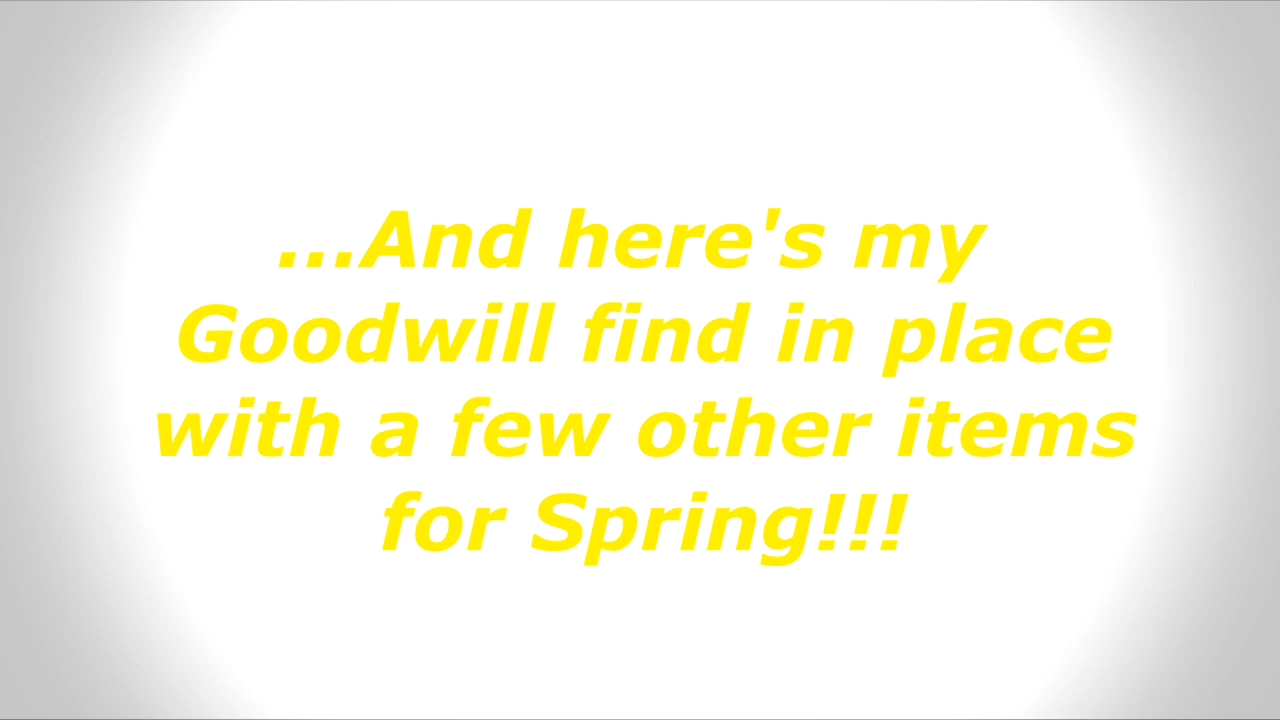 ...And here's my
Goodwill find in place
with a few other items
for Spring!!!